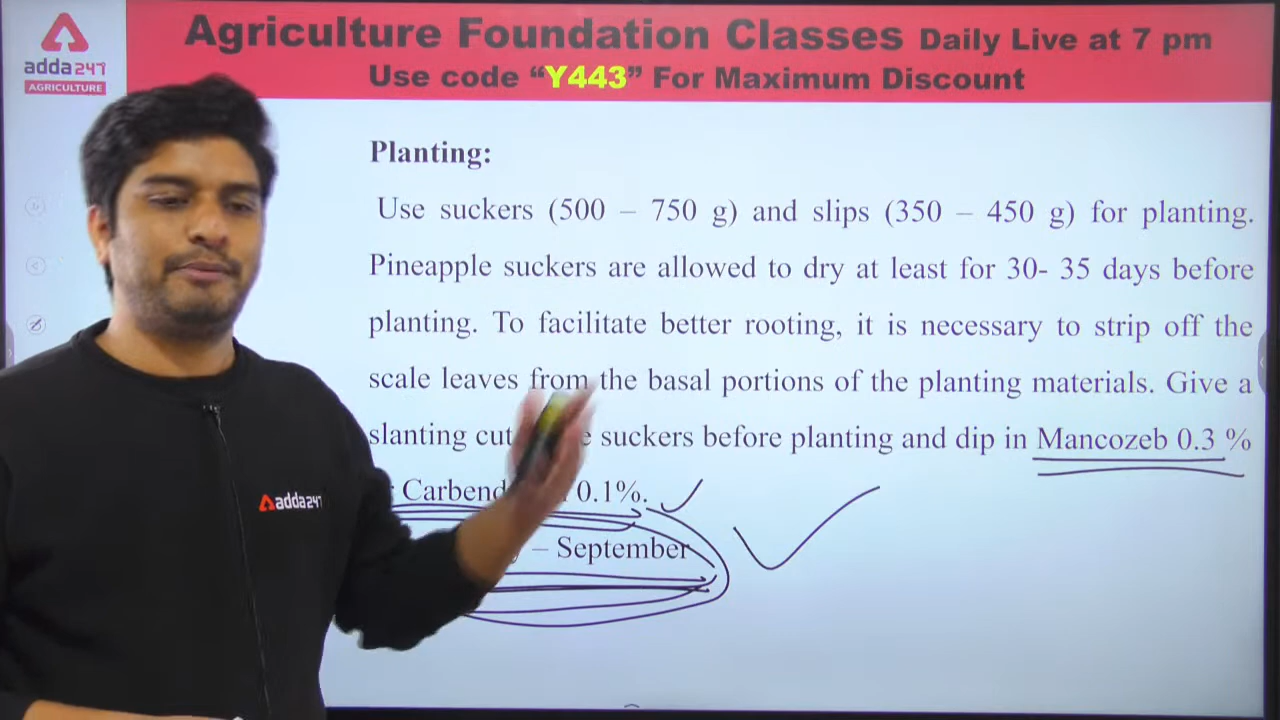 Agriculture Foundation Classes Daily Live at 7 pm
Use code “Y443” For Maximum Discount
adda247
AGRICULTURE
Planting:
Use suckers (500 – 750 g) and slips (350 – 450 g) for planting.
Pineapple suckers are allowed to dry at least for 30- 35 days before
planting. To facilitate better rooting, it is necessary to strip off the
scale leaves from the basal portions of the planting materials. Give a
slanting cut suckers before planting and dip in Mancozeb 0.3 %
0.1%.
– September
adda247